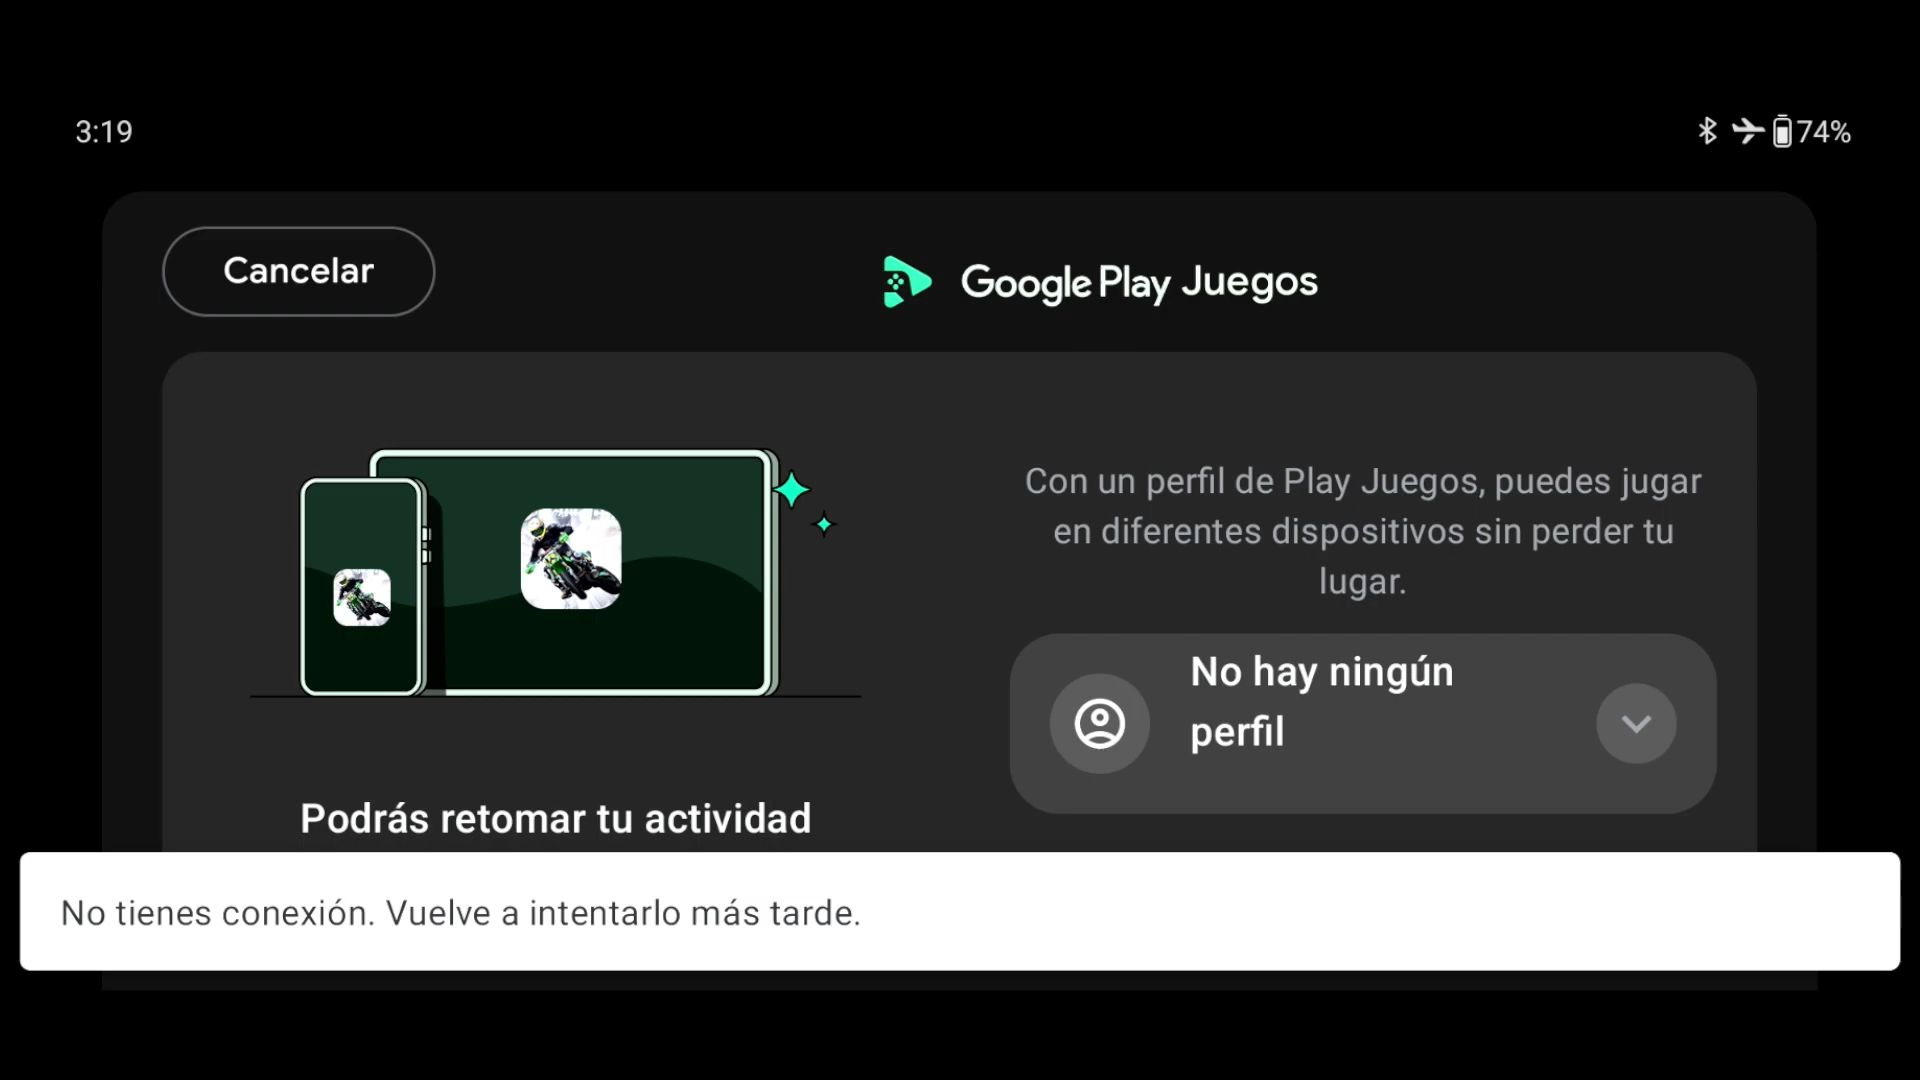 3:19
74%
Cancelar
Google Play Juegos
Con un perfil de Play Juegos, puedes jugar
en diferentes dispositivos sin perder tu
lugar.
No hay ningún
perfil
Podrás retomar tu actividad
No tienes conexión. Vuelve a intentarlo más tarde.